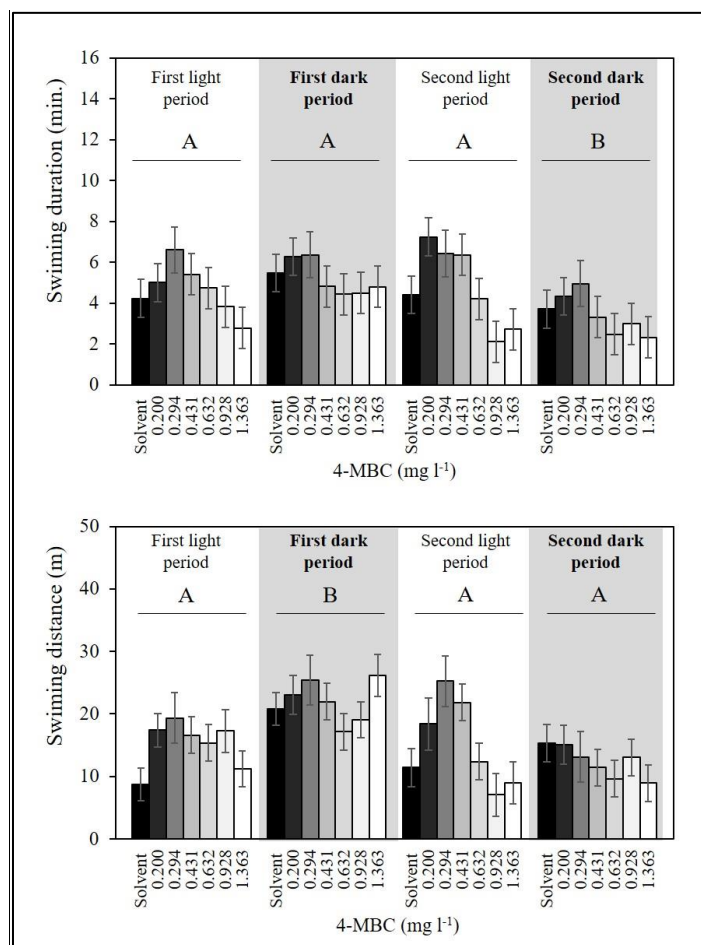 First light period
First dark period
Second light period
Second dark period
A
A
A
B
Swiming duration (min.)
16
14
12
10
8
6
4
2
0
Solvent
0.200
0.294
0.431
0.632
0.928
1.363
Solvent
0.200
0.294
0.431
0.632
0.928
1.363
Solvent
0.200
0.294
0.431
0.632
0.928
1.363
Solvent
0.200
0.294
0.431
0.632
0.928
1.363
4-MBC (mg l-1)
First light period
First dark period
Second light period
Second dark period
A
B
A
A
Swiming distance (m)
50
40
30
20
10
0
Solvent
0.200
0.294
0.431
0.632
0.928
1.363
Solvent
0.200
0.294
0.431
0.632
0.928
1.363
Solvent
0.200
0.294
0.431
0.632
0.928
1.363
Solvent
0.200
0.294
0.431
0.632
0.928
1.363
4-MBC (mg l-1)